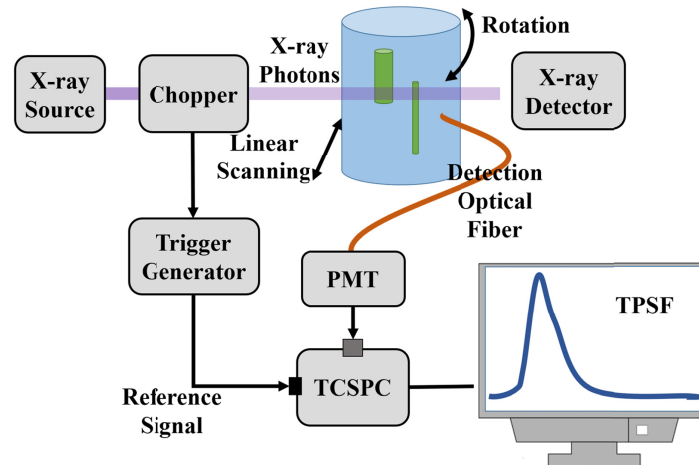 Rotation
X-ray
Photons
X-ray
Source
Chopper
X-ray
Detector
Linear
Scanning
Detection
Optical
Fiber
Trigger
Generator
PMT
TPSF
TCSPC
Reference
Signal